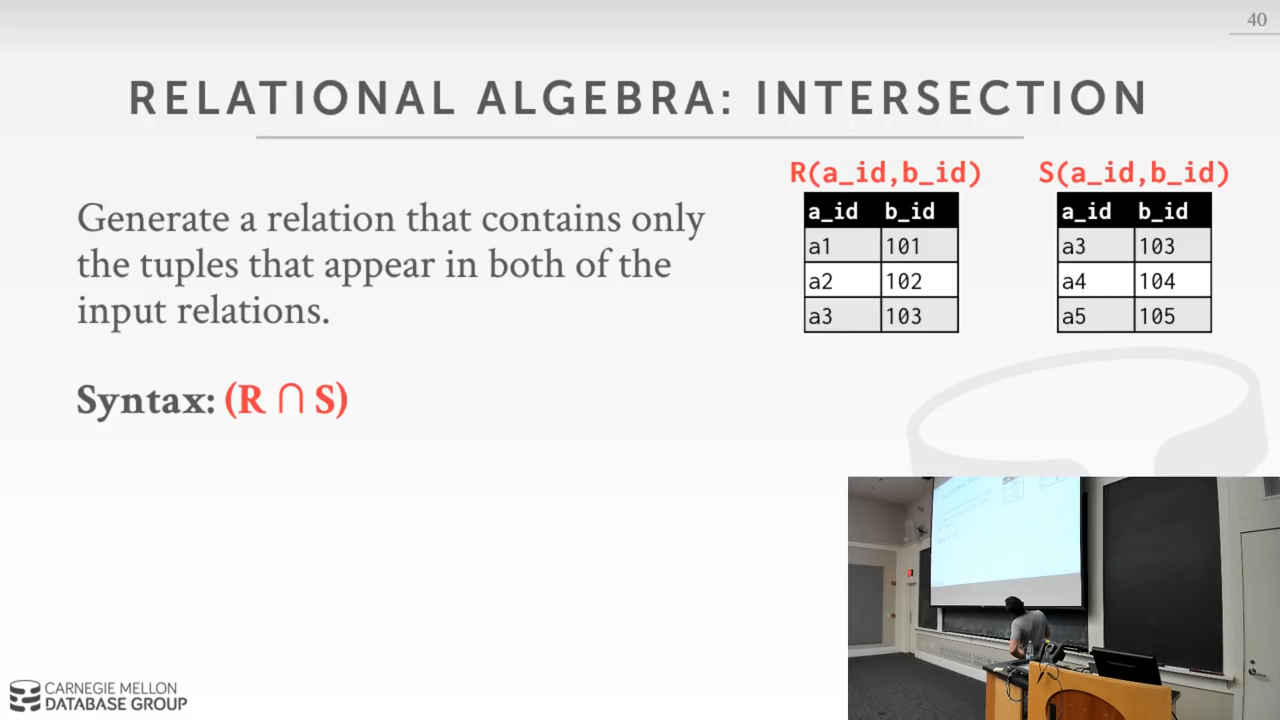 40
RELATIONAL ALGEBRA: INTERSECTION
Generate a relation that contains only
the tuples that appear in both of the
input relations.
Syntax: (R ∩ S)
R(a_id,b_id)
a_id b_id
a1 101
a2 102
a3 103
S(a_id,b_id)
a_id b_id
a3 103
a4 104
a5 105
CARNEGIE MELLON
DATABASE GROUP